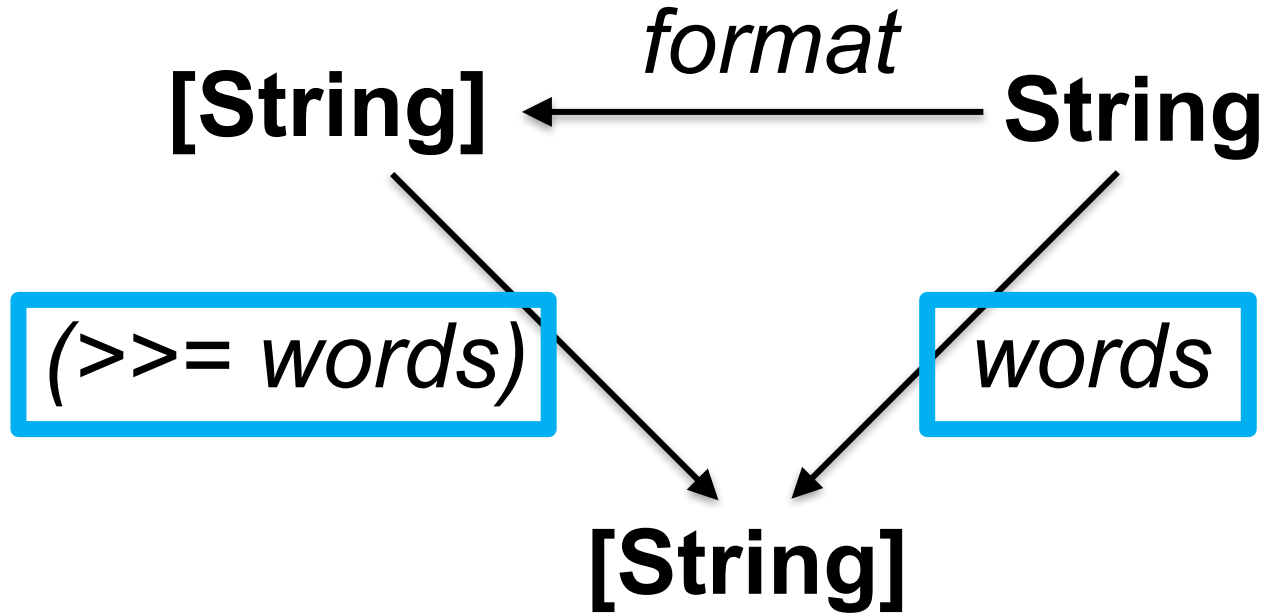 format
[String]
String
(>>= words)
words
[String]